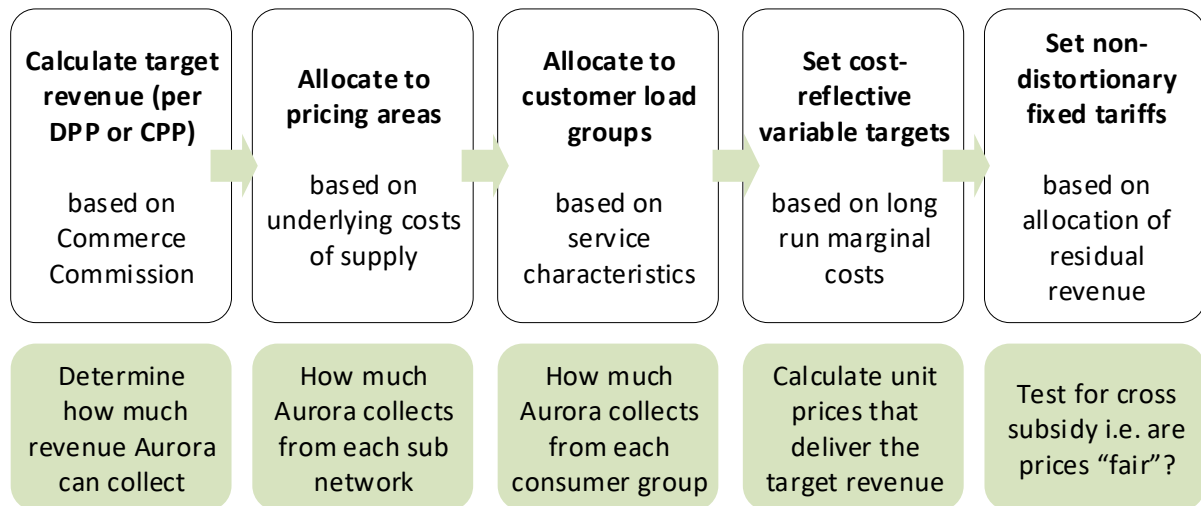 Calculate target
revenue (per
DPP or CPP)
based on
Commerce
Commission
Allocate to
pricing areas
based on
underlying costs
of supply
Allocate to
customer load
groups
based on
service
characteristics
Set cost-
reflective
variable targets
based on long
run marginal
costs
Set non-
distortionary
fixed tariffs
based on
allocation of
residual
revenue
Determine
how much
revenue Aurora
can collect
How much
Aurora collects
from each sub
network
How much
Aurora collects
from each
consumer group
Calculate unit
prices that
deliver the
target revenue
Test for cross
subsidy i.e. are
prices “fair”?